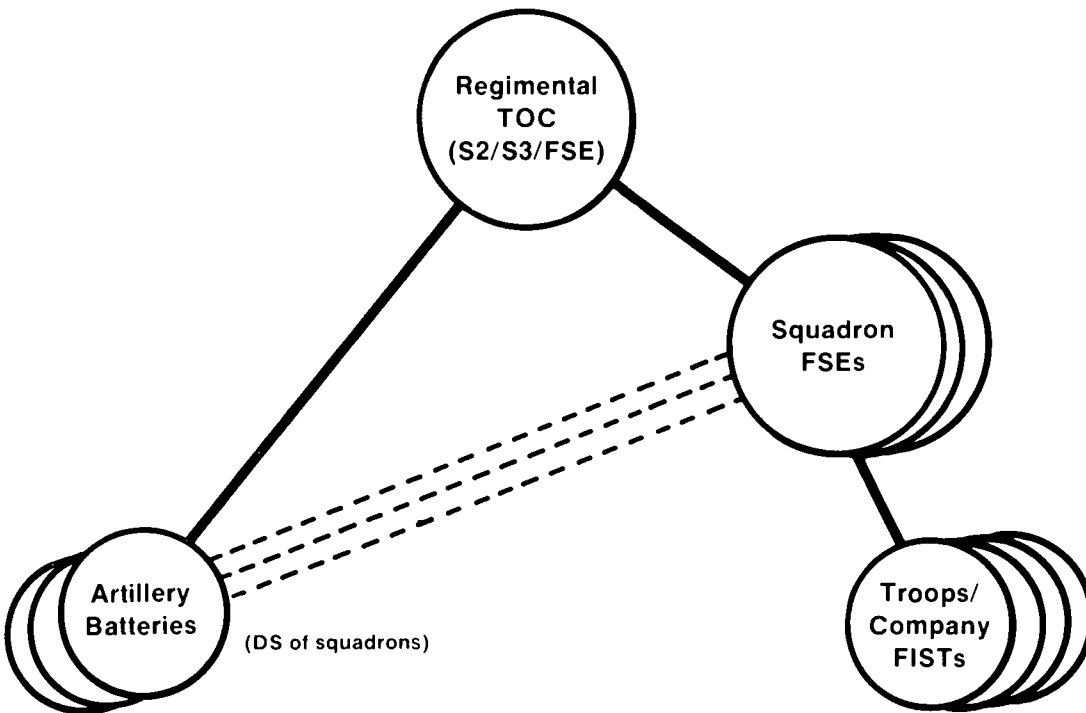 Regimental
TOC
(S2/S3/FSE)
Squadron
FSEs
Artillery
Batteries
(DS of squadrons)
Troops/
Company
FISTs